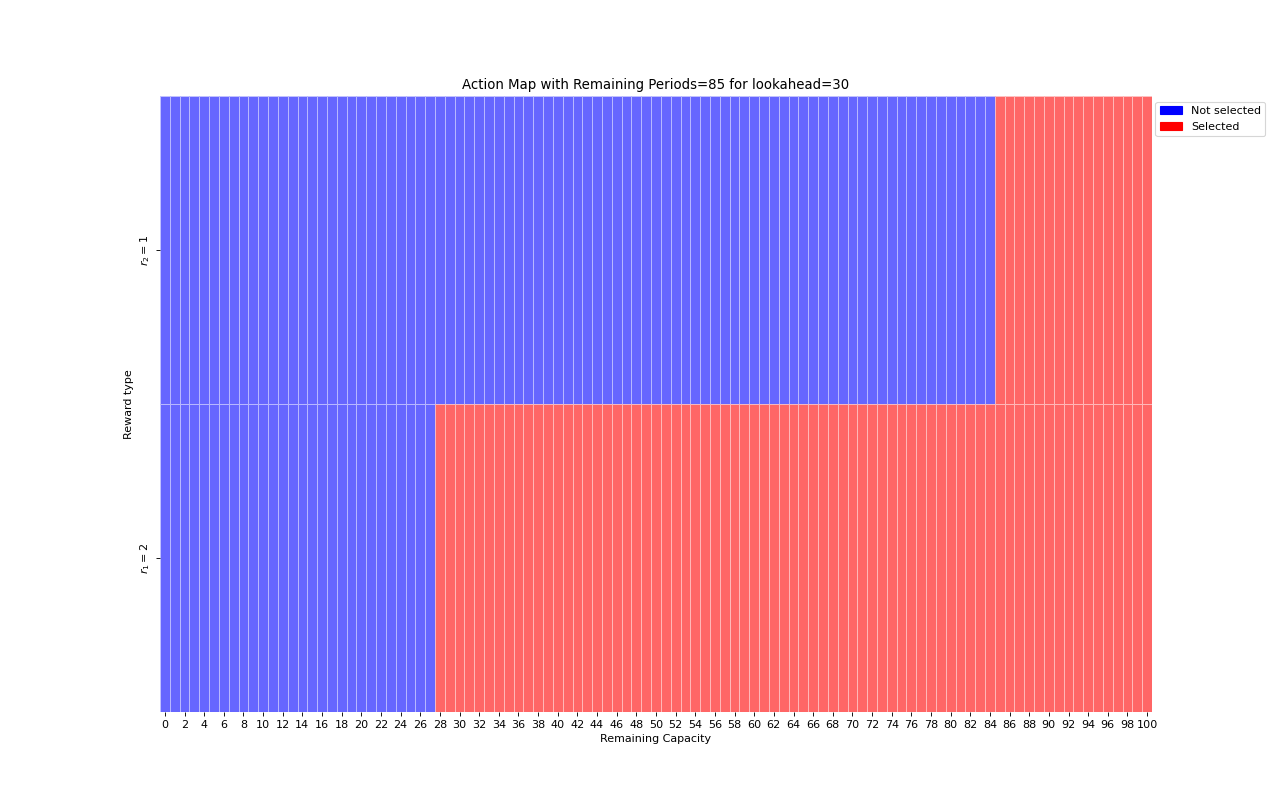 Action Map with Remaining Periods=85 for lookahead=30
Not selected
Selected
r₂ = 1
Reward type
r₁ = 2
0 2 4 6 8 10 12 14 16 18 20 22 24 26 28 30 32 34 36 38 40 42 44 46 48 50 52 54 56 58 60 62 64 66 68 70 72 74 76 78 80 82 84 86 88 90 92 94 96 98 100
Remaining Capacity